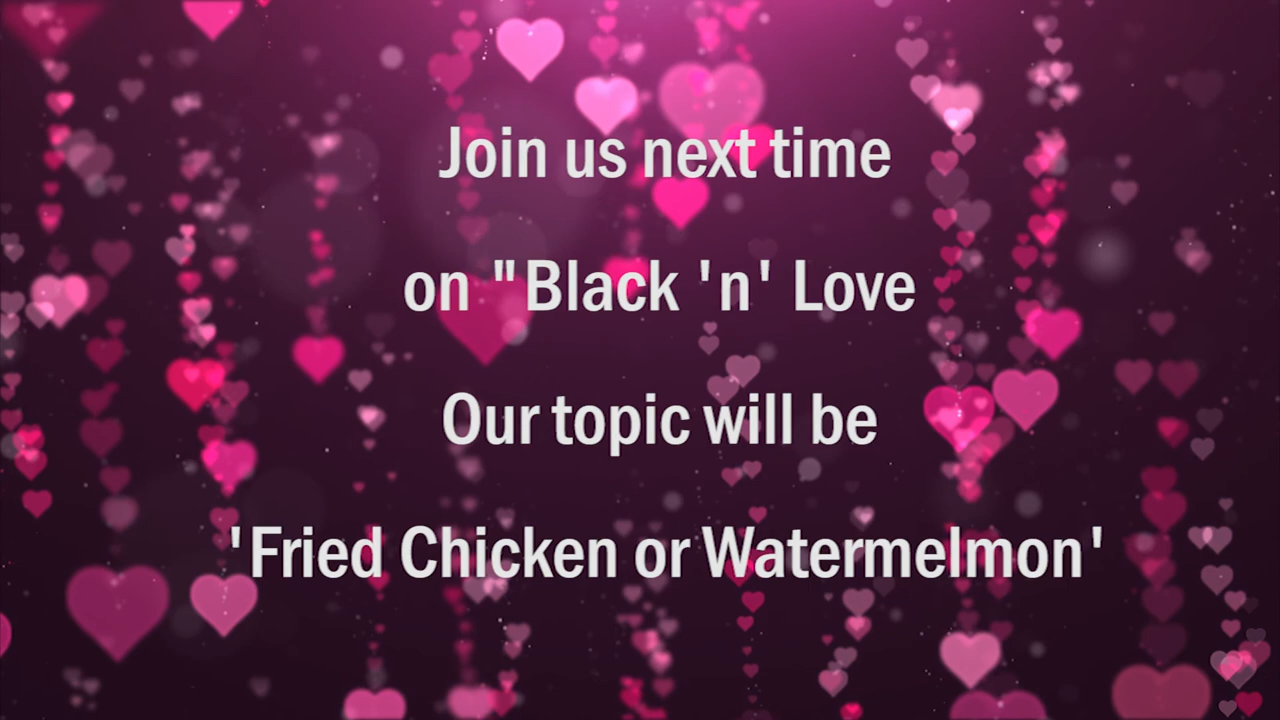 Join us next time
on "Black 'n' Love
Our topic will be
'Fried Chicken or Watermelmon'